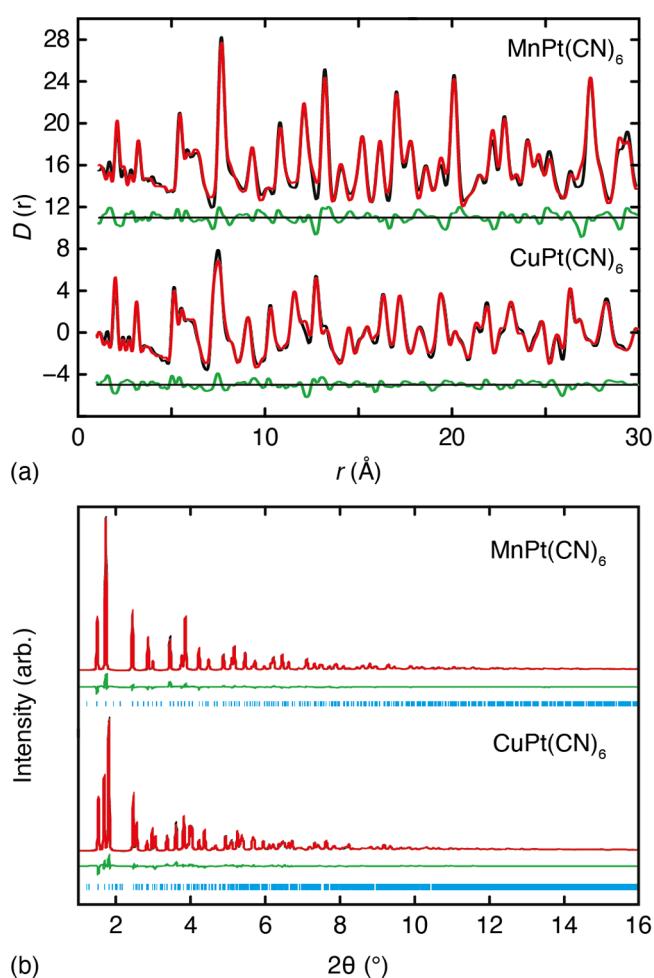 28
MnPt(CN)₆
24
20
16
12
D (r)
8
CuPt(CN)₆
4
0
−4
0 10 20 30
(a)
r (Å)
MnPt(CN)₆
Intensity (arb.)
CuPt(CN)₆
2 4 6 8 10 12 14 16
(b)
2θ (°)